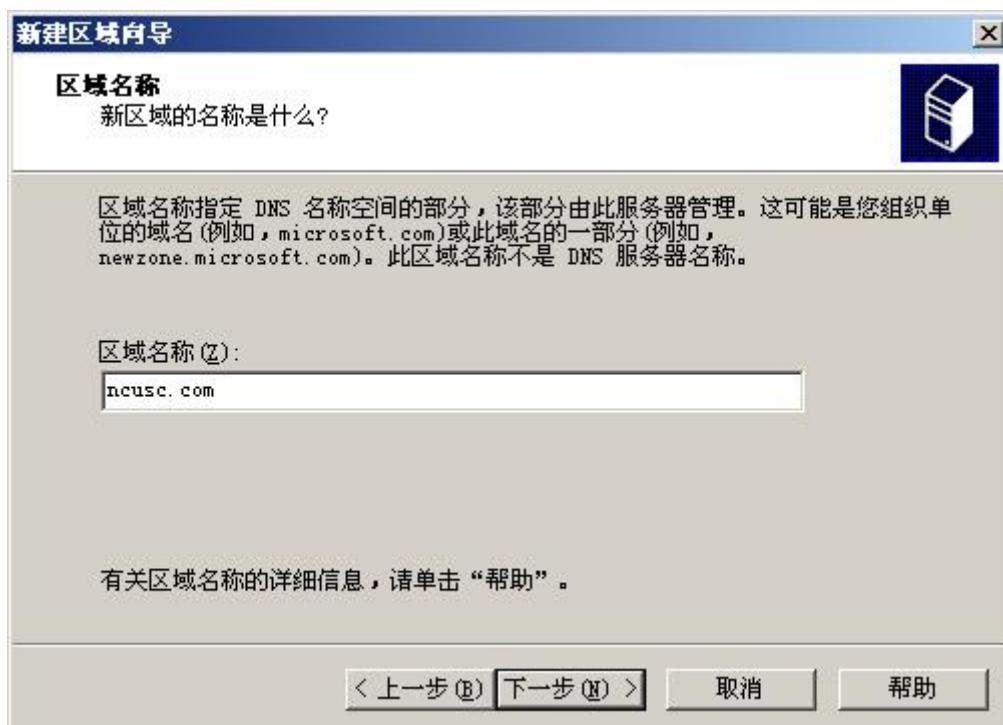 新建区域向导
区域名称
新区域的名称是什么?
区域名称指定 DNS 名称空间的部分，该部分由此服务器管理。这可能是您组织单
位的域名(例如，microsoft.com)或此域名的一部分(例如，
newzone.microsoft.com)。此区域名称不是 DNS 服务器名称。
区域名称(Z):
ncusc.com
有关区域名称的详细信息，请单击“帮助”。
< 上一步(B) 下一步(N) > 取消 帮助